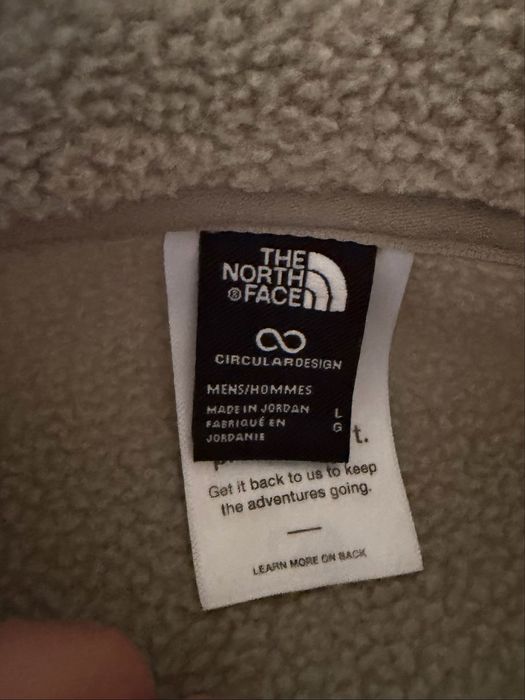 THE
NORTH
® FACE
CIRCULARDESIGN
MENS/HOMMES
MADE IN JORDAN L
FABRIQUÉ EN G
JORDANIE
t.
Get it back to us to keep
the adventures going.
LEARN MORE ON BACK